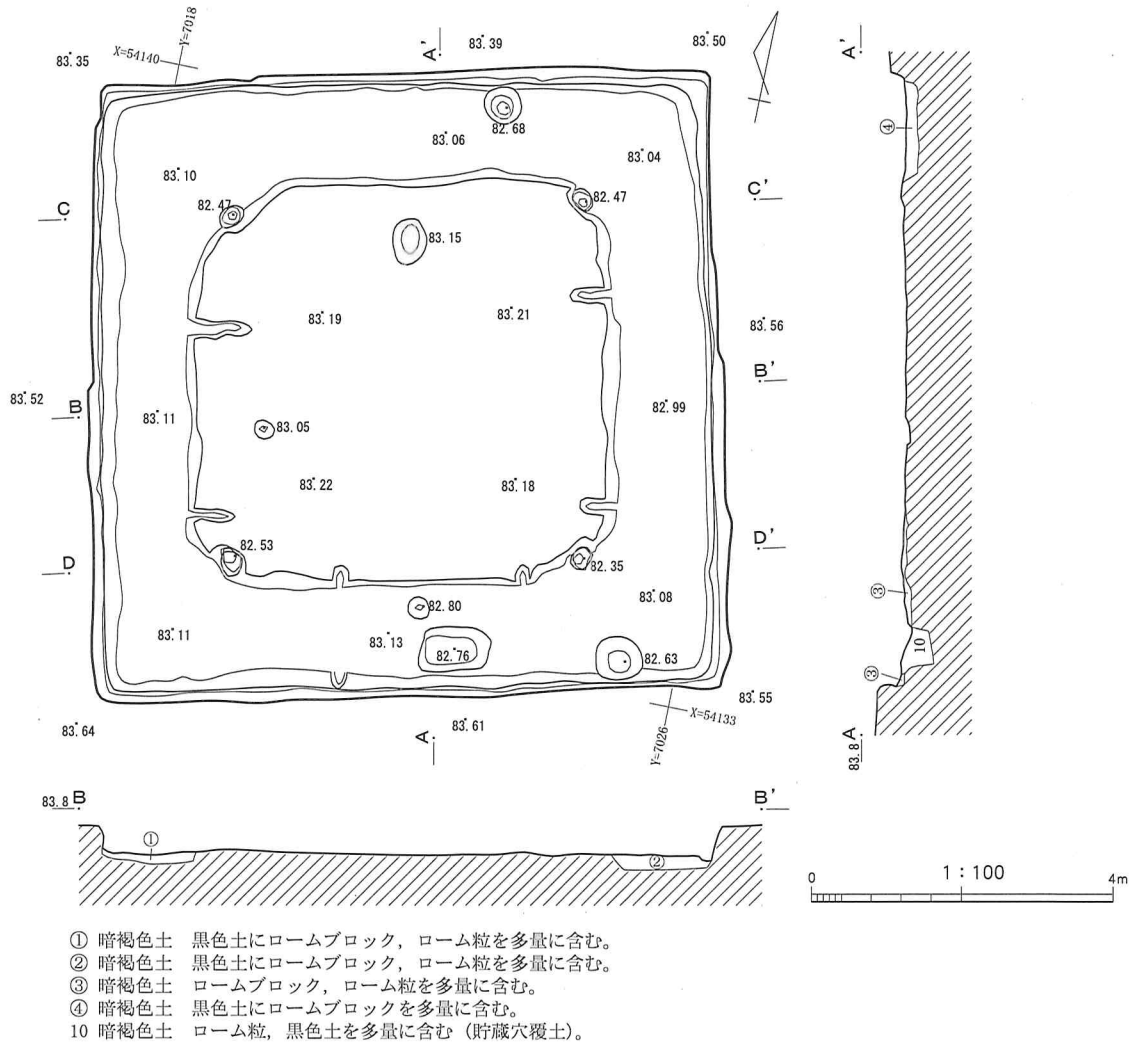 Y=7018
X=54140
A'
83.39
83.50
83.35
A'
82.68
83.06
83.04
④
83.10
C
82.47
82.47
C'
83.15
83.19
83.21
83.56
B'
83.52
B
83.11
82.99
83.05
83.22
83.18
D
82.53
82.35
D'
83.08
③
83.11
82.80
83.13
82.76
82.63
10
③
83.55
X=54133
Y=7026
83.64
A
83.61
83.8 A
83.8 B
B'
①
②
1：100
0
4m
① 暗褐色土　黒色土にロームブロック，ローム粒を多量に含む。
② 暗褐色土　黒色土にロームブロック，ローム粒を多量に含む。
③ 暗褐色土　ロームブロック，ローム粒を多量に含む。
④ 暗褐色土　黒色土にロームブロックを多量に含む。
10 暗褐色土　ローム粒，黒色土を多量に含む（貯蔵穴覆土）。